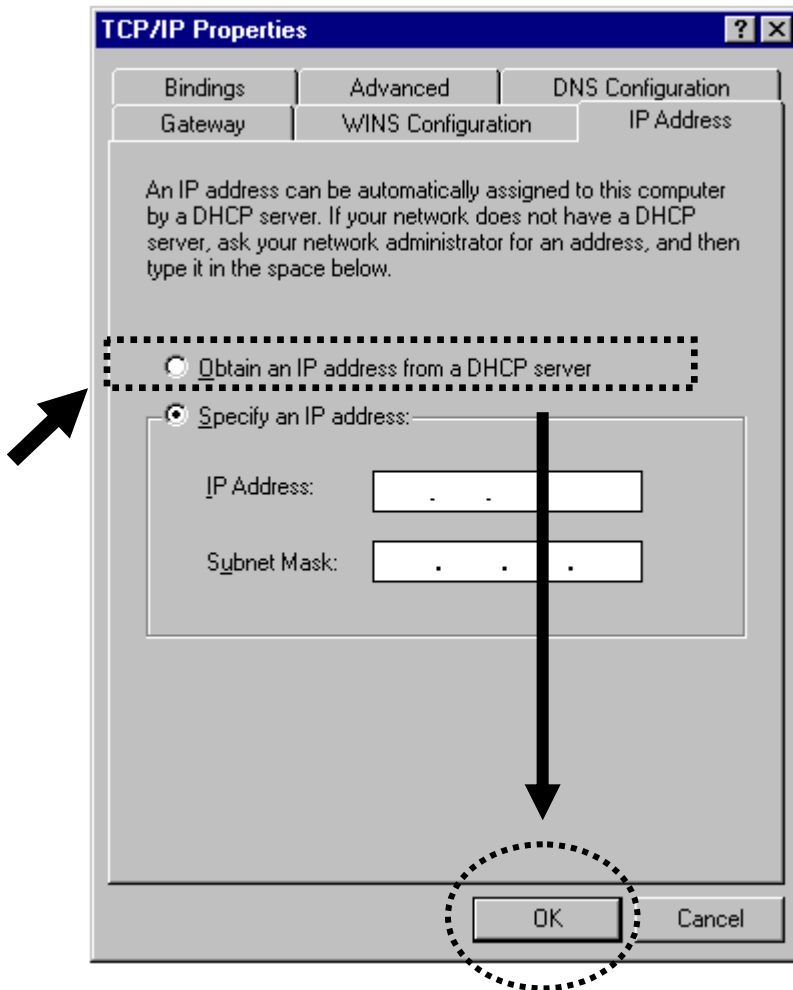 TCP/IP Properties
Bindings Advanced DNS Configuration
Gateway WINS Configuration IP Address
An IP address can be automatically assigned to this computer
by a DHCP server. If your network does not have a DHCP
server, ask your network administrator for an address, and then
type it in the space below.
Obtain an IP address from a DHCP server
Specify an IP address:
IP Address: . .
Subnet Mask: . . .
OK Cancel